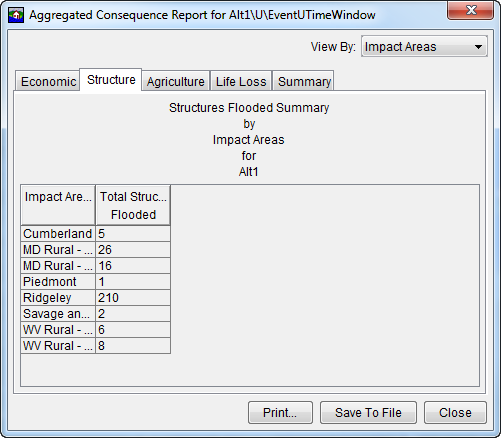 Aggregated Consequence Report for Alt1\U\EventUTimeWindow
View By: Impact Areas
Economic Structure Agriculture Life Loss Summary
Structures Flooded Summary
by
Impact Areas
for
Alt1
Impact Are... Total Struc...
Flooded
Cumberland 5
MD Rural - ... 26
MD Rural - ... 16
Piedmont 1
Ridgeley 210
Savage an... 2
WV Rural - ... 6
WV Rural - ... 8
Print... Save To File Close